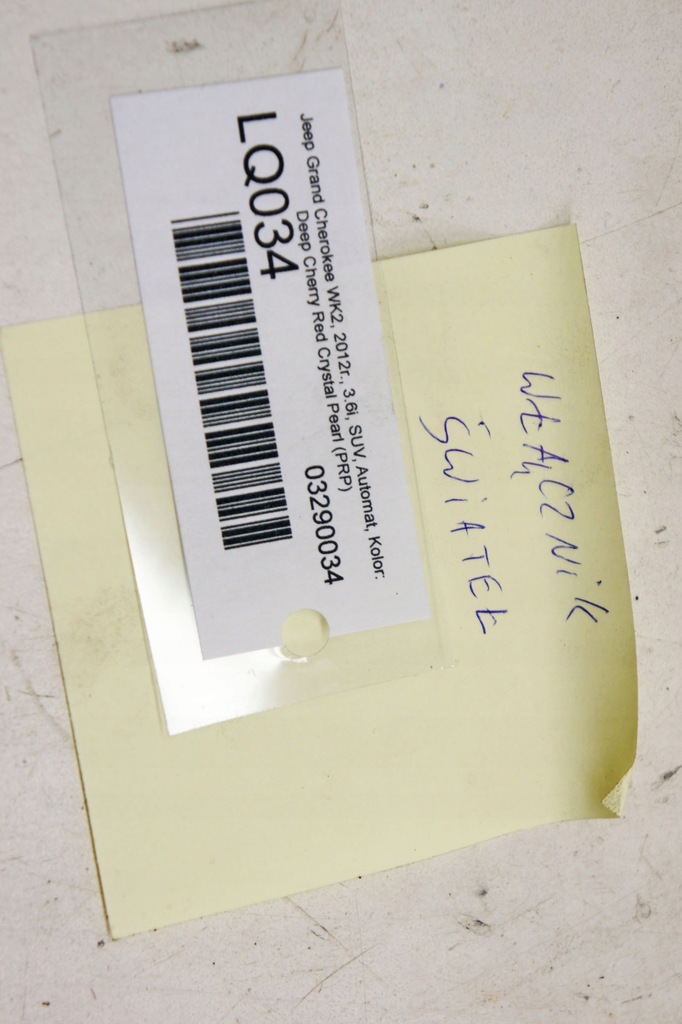 WŁĄCZNiK
ŚWiATEŁ
Jeep Grand Cherokee WK2, 2012r., 3.6i, SUV, Automat, Kolor:
Deep Cherry Red Crystal Pearl (PRP)
03290034
LQ034